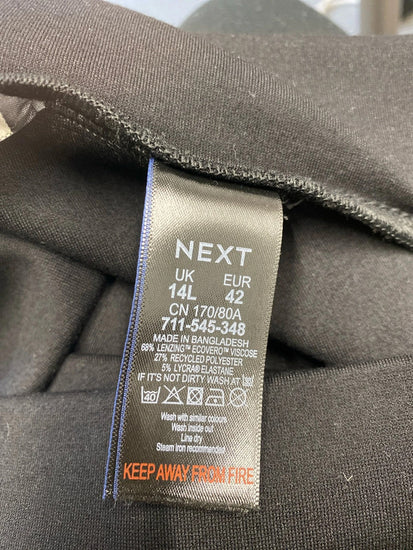 NEXT
UK EUR
14L 42
CN 170/80A
711-545-348
MADE IN BANGLADESH
68% LENZING™ ECOVERO™ VISCOSE
27% RECYCLED POLYESTER
5% LYCRA® ELASTANE
IF IT'S NOT DIRTY WASH AT 30
40
Wash with similar colours
Wash inside out
Line dry
Steam iron recommended
KEEP AWAY FROM FIRE